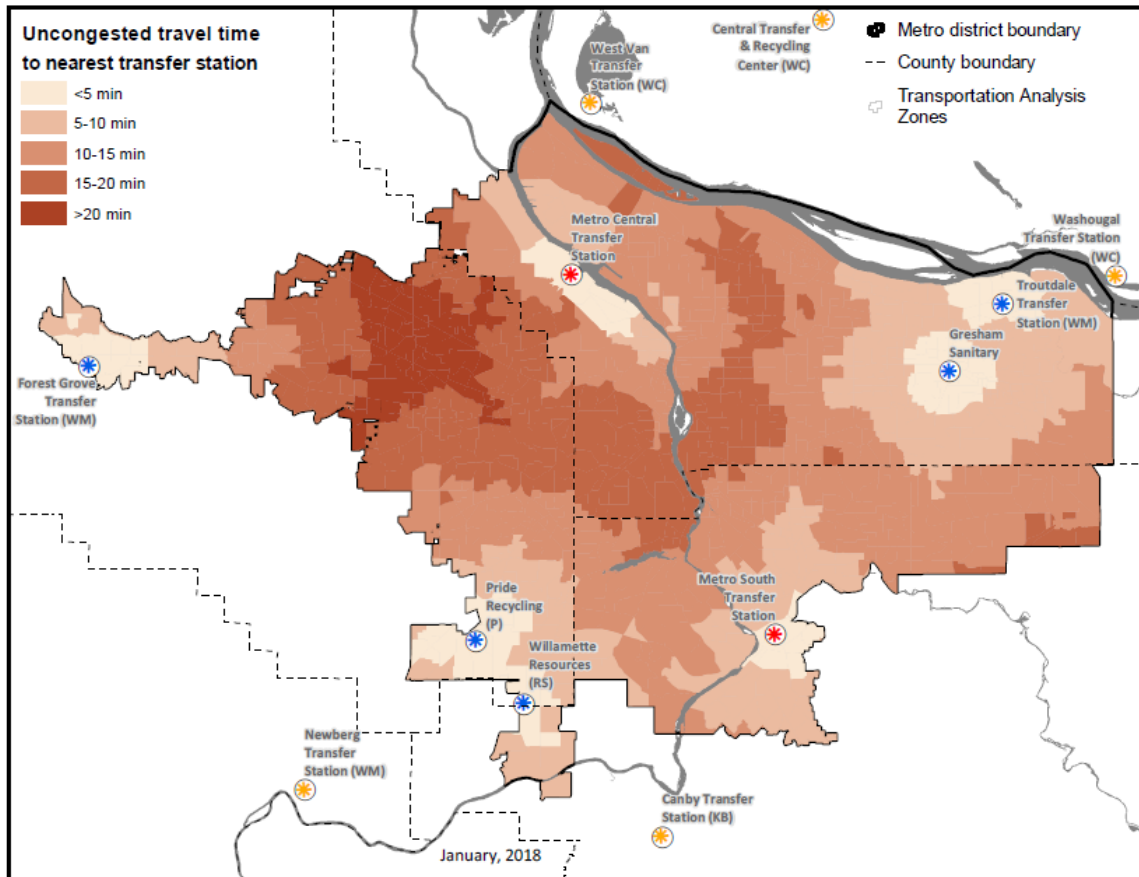 Uncongested travel time
to nearest transfer station
<5 min
5-10 min
10-15 min
15-20 min
>20 min
West Van
Transfer
Station (WC)
Central Transfer
& Recycling
Center (WC)
Metro district boundary
County boundary
Transportation Analysis
Zones
Metro Central
Transfer
Station
Washougal
Transfer Station
(WC)
Troutdale
Transfer
Station (WM)
Gresham
Sanitary
Forest Grove
Transfer
Station (WM)
Metro South
Transfer
Station
Pride
Recycling
(P)
Willamette
Resources
(RS)
Newberg
Transfer
Station (WM)
Canby Transfer
Station (KB)
January, 2018